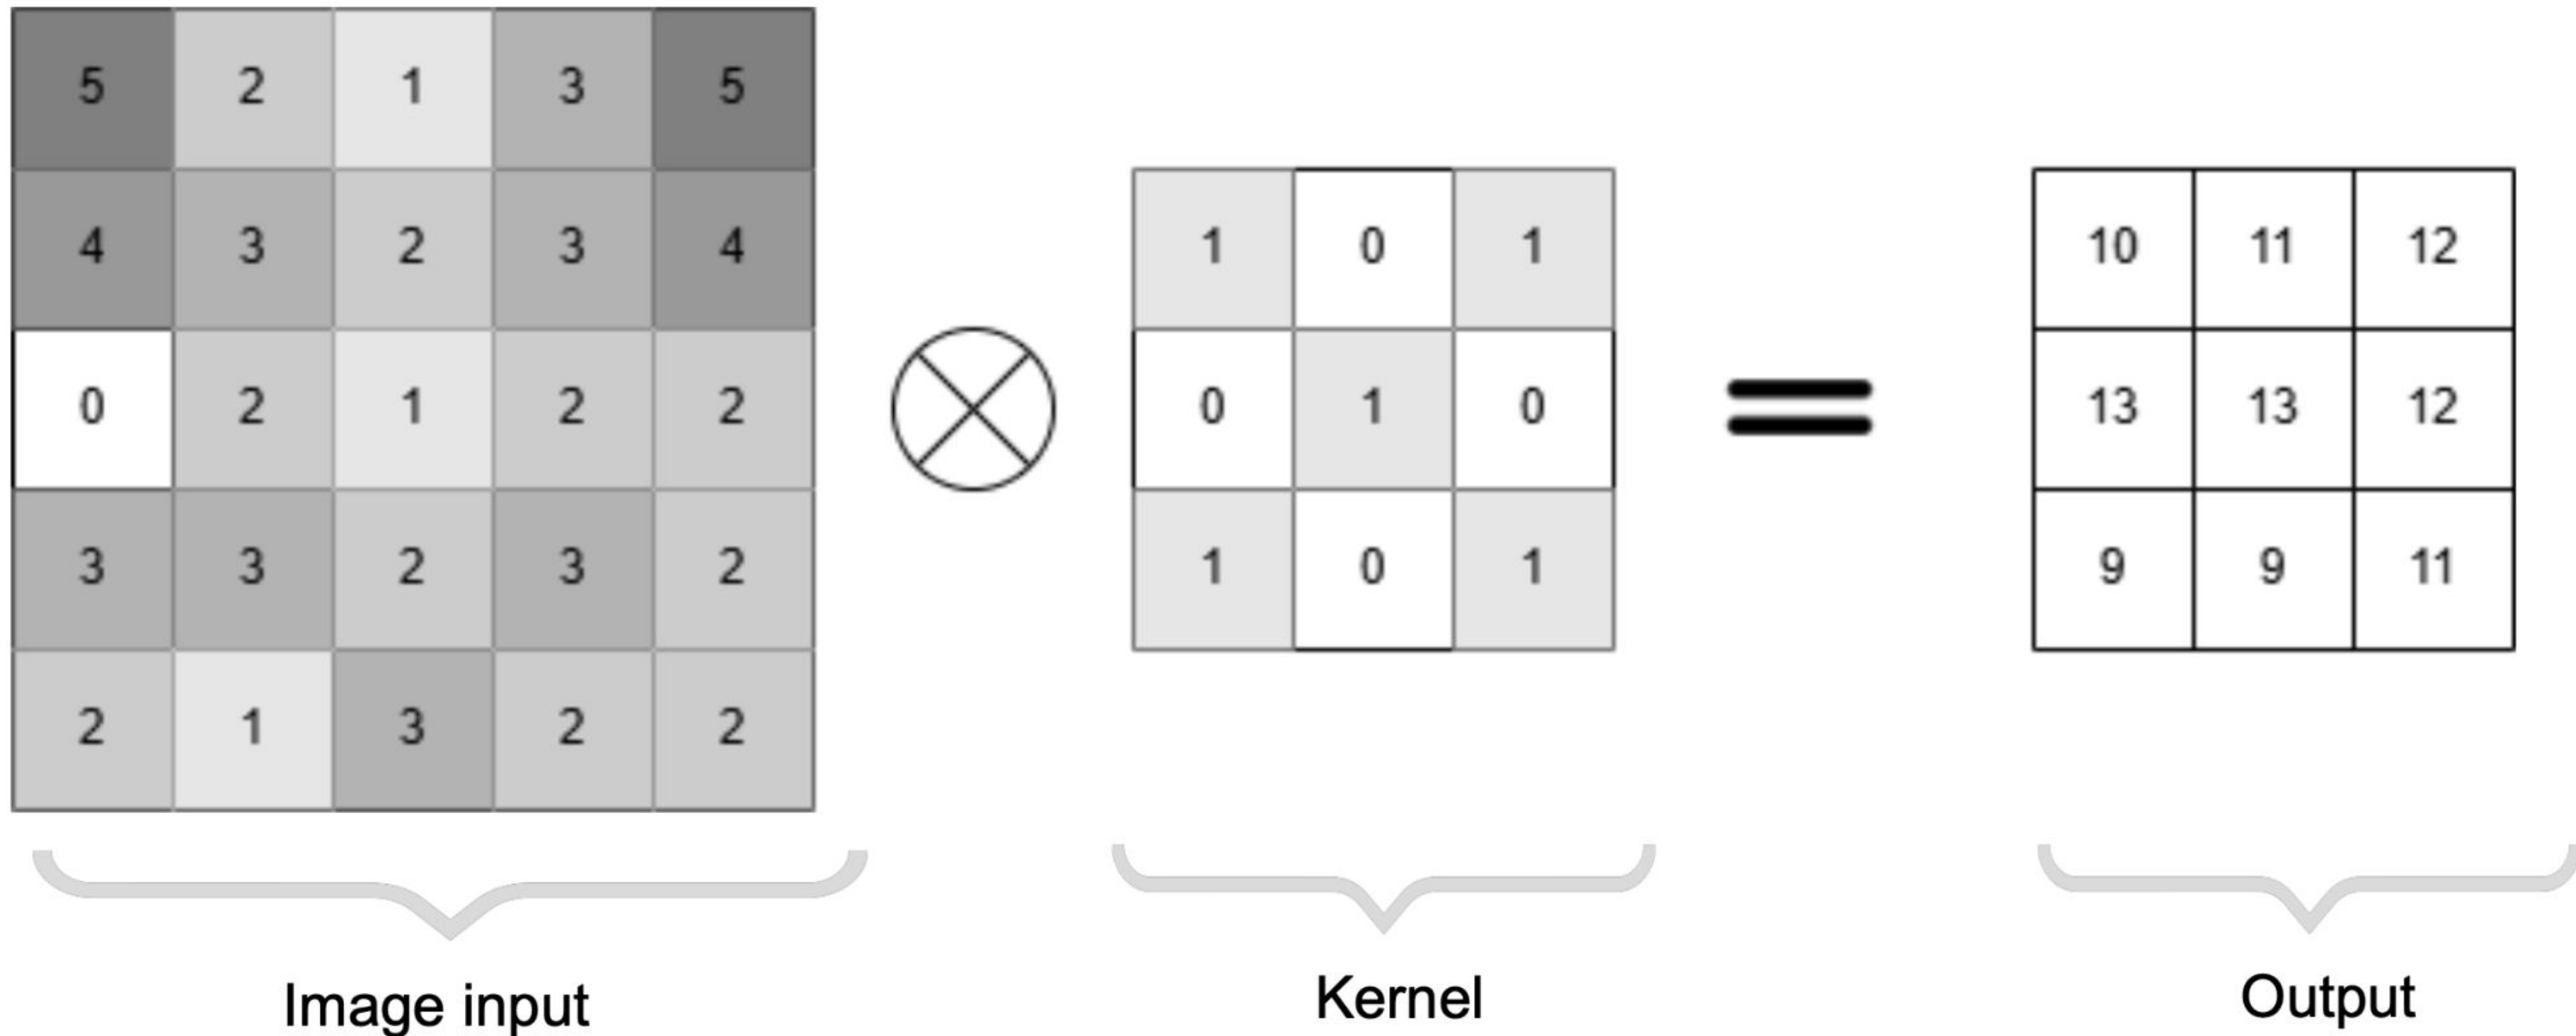 5 2 1 3 5
4 3 2 3 4
0 2 1 2 2
3 3 2 3 2
2 1 3 2 2
Image input
1 0 1
0 1 0
1 0 1
Kernel
10 11 12
13 13 12
9 9 11
Output